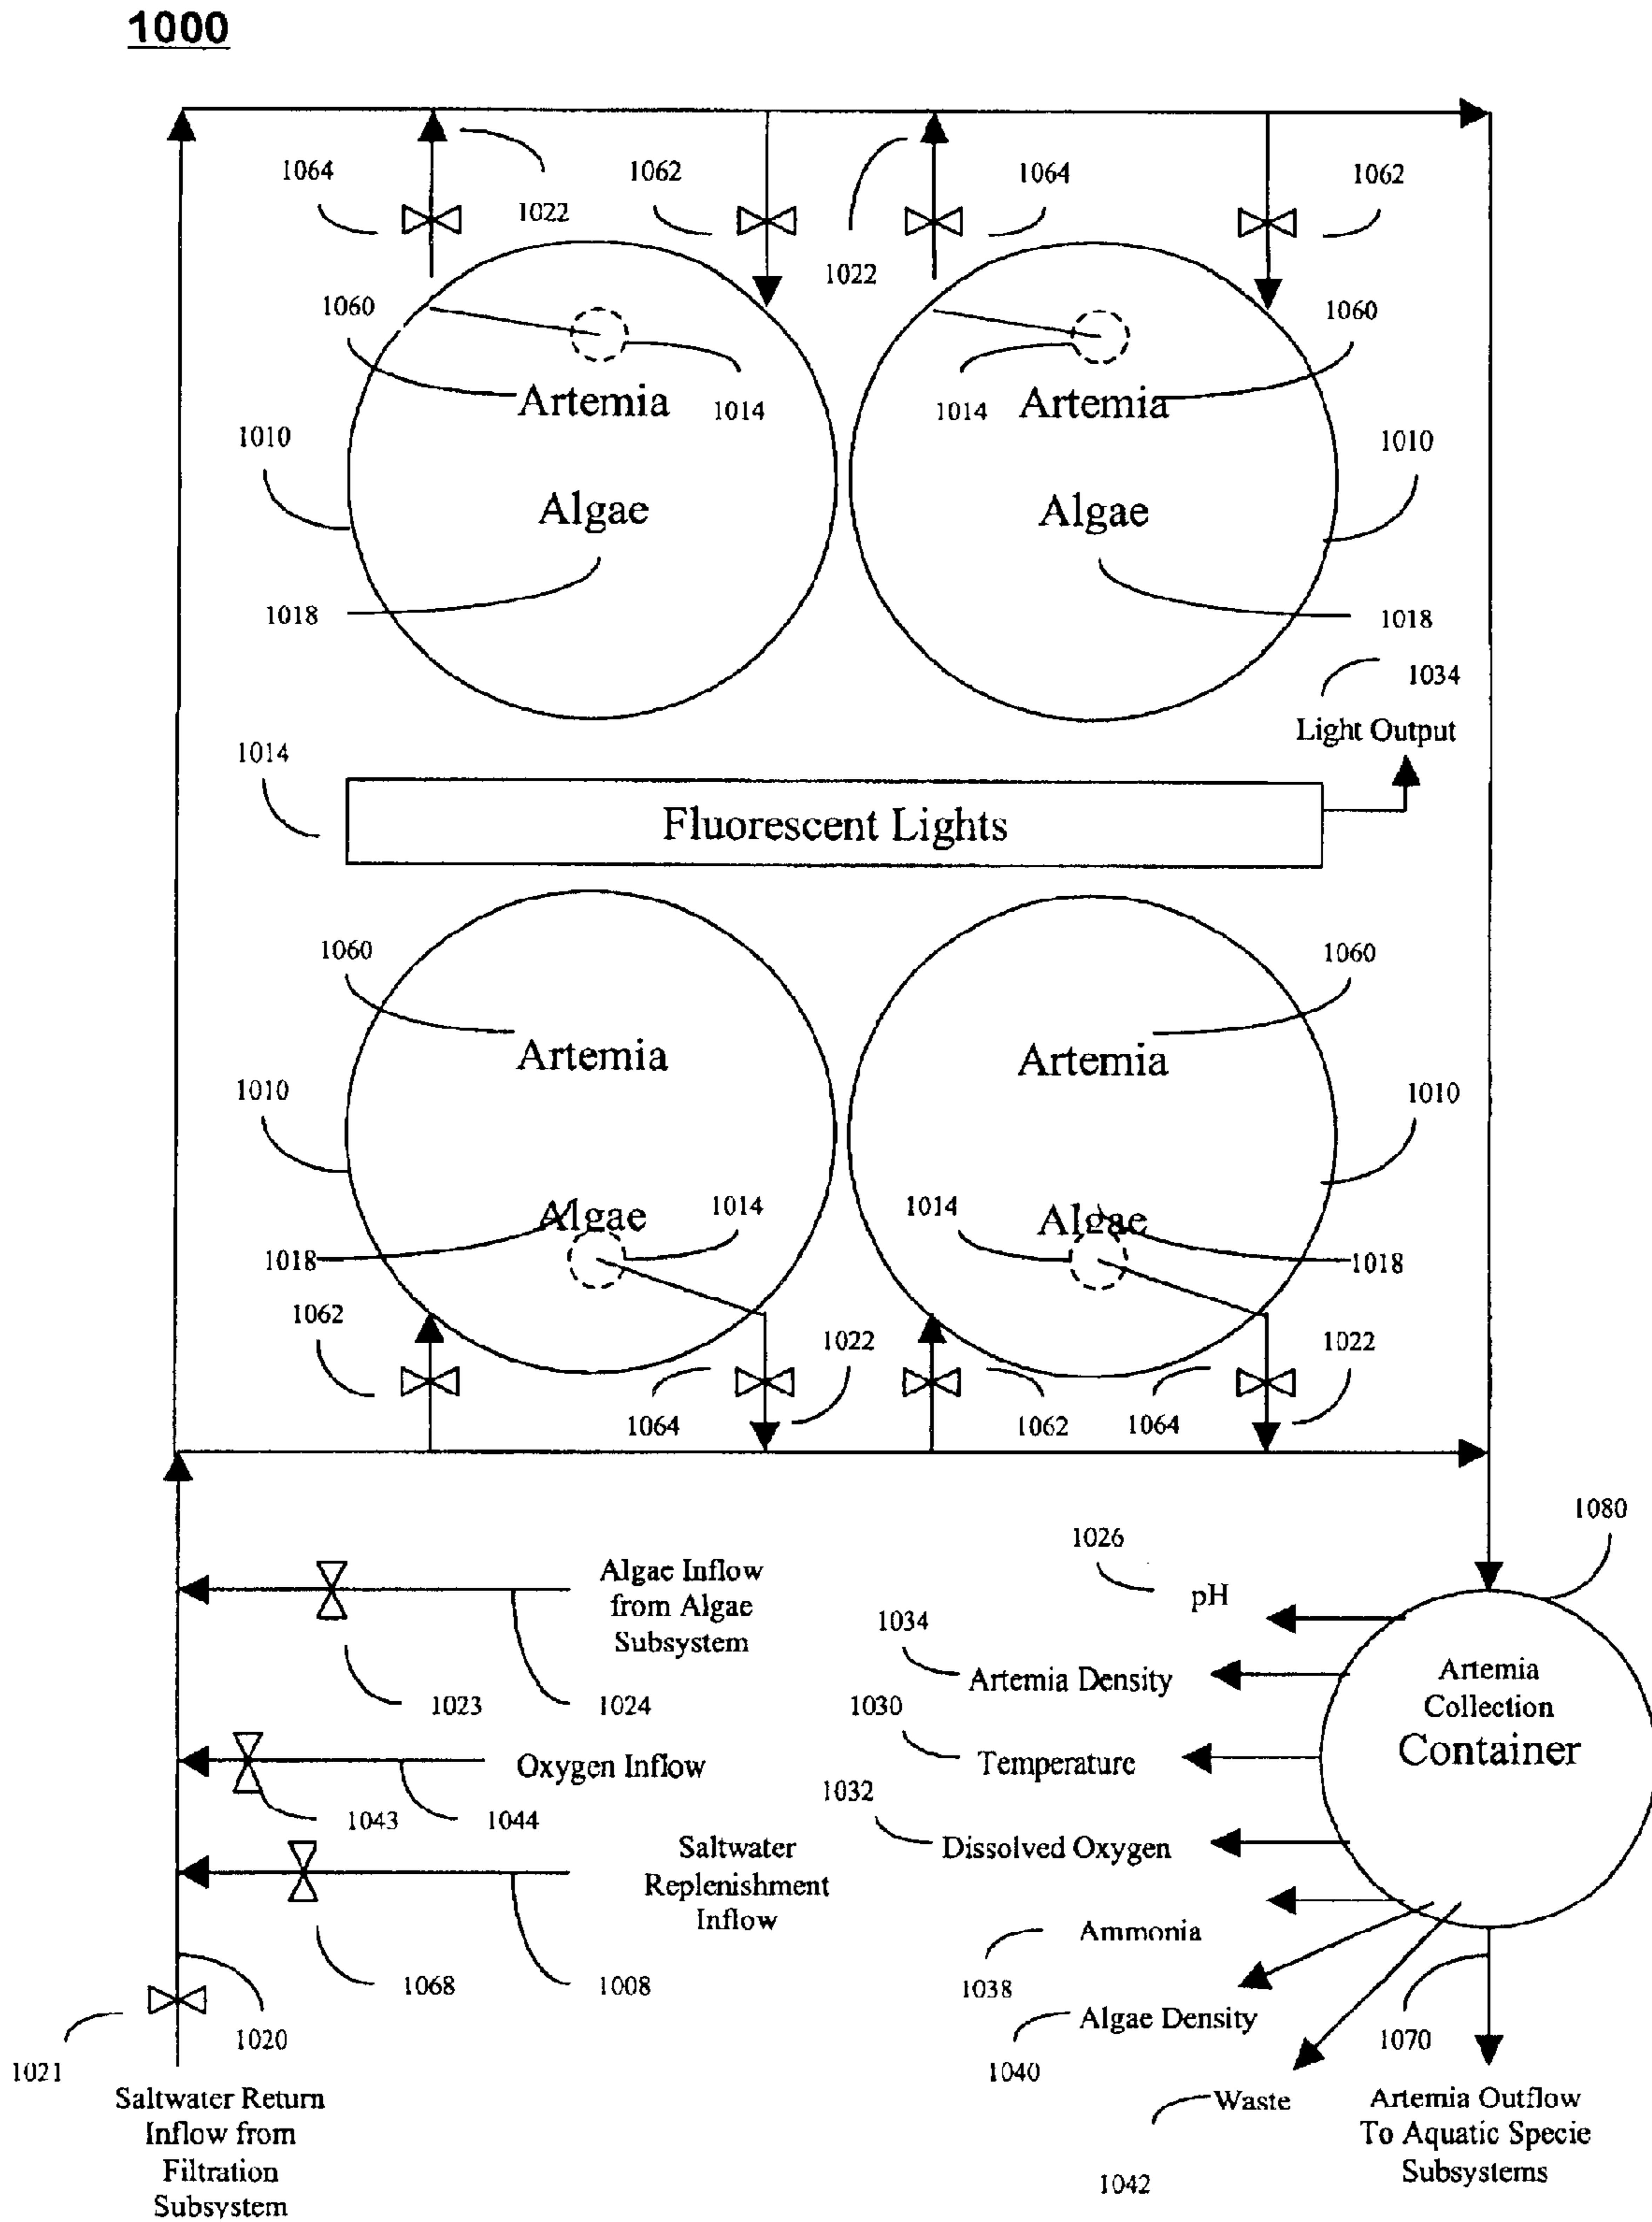 1000
1064
1022
1062
1022
1064
1062
1060
1014
Artemia
1010
Algae
1018
1060
1014
Artemia
1010
Algae
1018
1034
Light Output
1014
Fluorescent Lights
1060
Artemia
1010
Algae
1014
1018
1062
1064
1022
1060
Artemia
1010
1014
Algae
1018
1062
1064
1022
Algae Inflow
from Algae
Subsystem
1023
1024
Oxygen Inflow
1043
1044
Saltwater
Replenishment
Inflow
1068
1008
1020
1021
Saltwater Return
Inflow from
Filtration
Subsystem
1080
Artemia
Collection
Container
1026
pH
1034
Artemia Density
1030
Temperature
1032
Dissolved Oxygen
Ammonia
1038
Algae Density
1040
Waste
1042
1070
Artemia Outflow
To Aquatic Specie
Subsystems